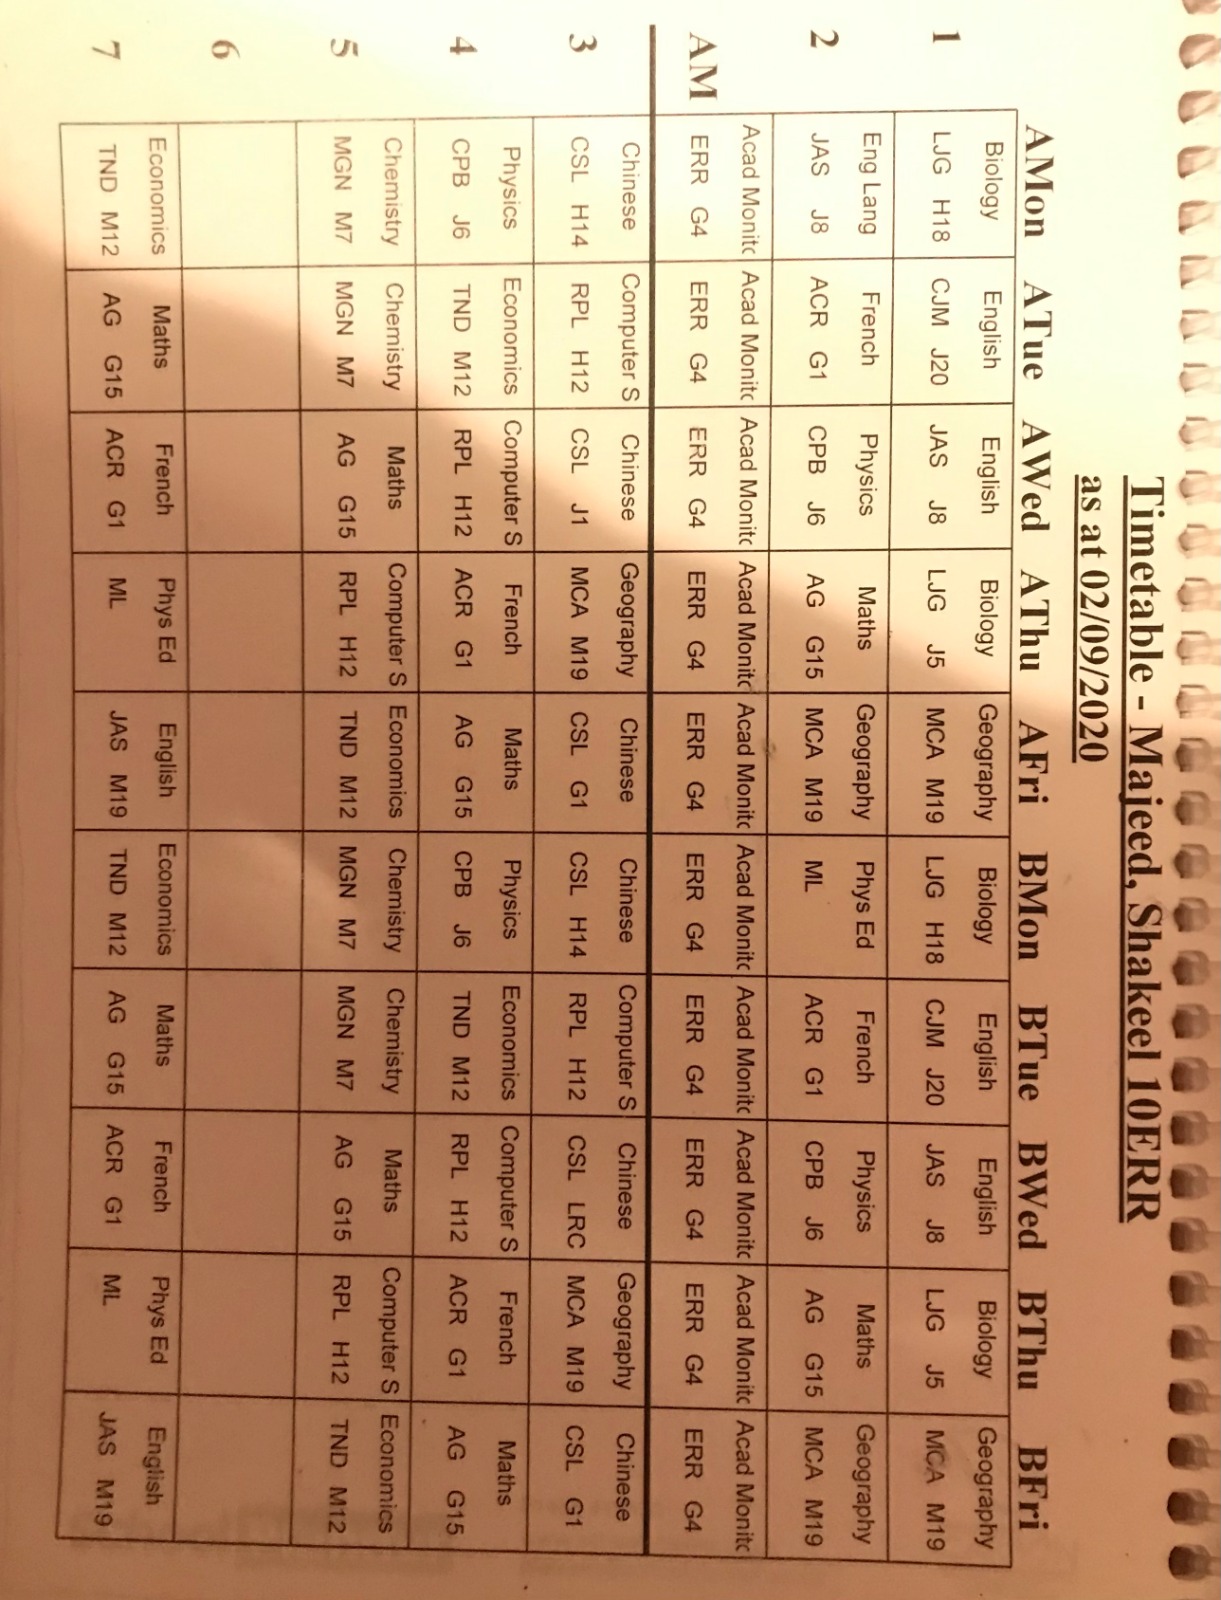 Timetable - Majeed, Shakeel 10ERR
as at 02/09/2020
AMon ATue AWed AThu AFri BMon BTue BWed BThu BFri
1
Biology English English Biology Geography Biology English English Biology Geography
LJG H18 CJM J20 JAS J8 LJG J5 MCA M19 LJG H18 CJM J20 JAS J8 LJG J5 MCA M19
2
Eng Lang French Physics Maths Geography Phys Ed French Physics Maths Geography
JAS J8 ACR G1 CPB J6 AG G15 MCA M19 ML ACR G1 CPB J6 AG G15 MCA M19
AM
Acad Monitc Acad Monitc Acad Monitc Acad Monitc Acad Monitc Acad Monitc Acad Monitc Acad Monitc Acad Monitc Acad Monitc
ERR G4 ERR G4 ERR G4 ERR G4 ERR G4 ERR G4 ERR G4 ERR G4 ERR G4 ERR G4
3
Chinese Computer S Chinese Geography Chinese Chinese Computer S Chinese Geography Chinese
CSL H14 RPL H12 CSL J1 MCA M19 CSL G1 CSL H14 RPL H12 CSL LRC MCA M19 CSL G1
4
Physics Economics Computer S French Maths Physics Economics Computer S French Maths
CPB J6 TND M12 RPL H12 ACR G1 AG G15 CPB J6 TND M12 RPL H12 ACR G1 AG G15
5
Chemistry Chemistry Maths Computer S Economics Chemistry Chemistry Maths Computer S Economics
MGN M7 MGN M7 AG G15 RPL H12 TND M12 MGN M7 MGN M7 AG G15 RPL H12 TND M12
6
7
Economics Maths French Phys Ed English Economics Maths French Phys Ed English
TND M12 AG G15 ACR G1 ML JAS M19 TND M12 AG G15 ACR G1 ML JAS M19